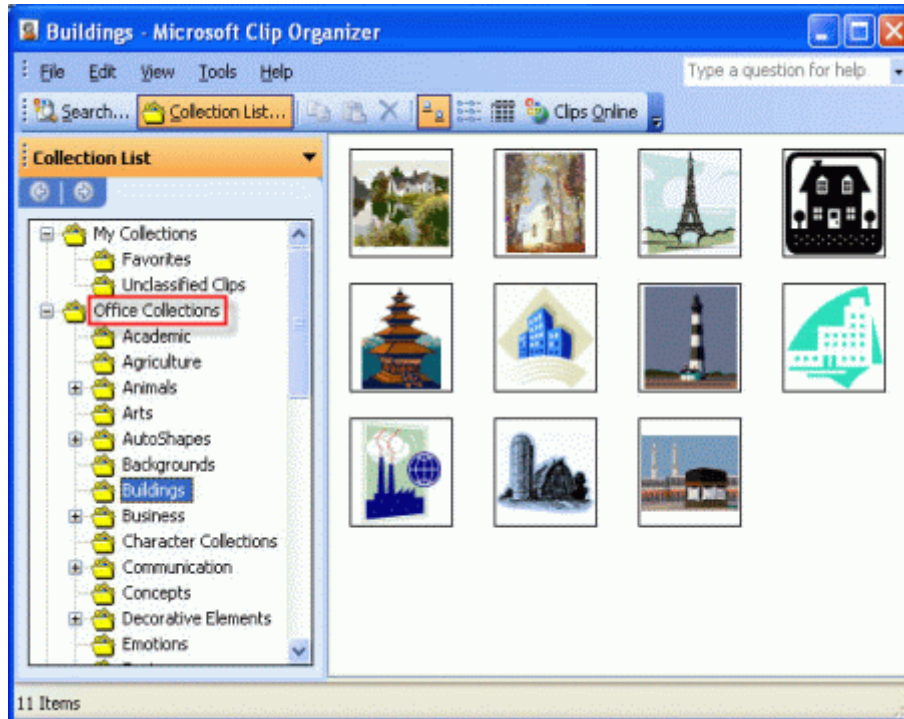 Buildings - Microsoft Clip Organizer
File Edit View Tools Help
Type a question for help
Search... Collection List... Clips Online
Collection List
My Collections
Favorites
Unclassified Clips
Office Collections
Academic
Agriculture
Animals
Arts
AutoShapes
Backgrounds
Buildings
Business
Character Collections
Communication
Concepts
Decorative Elements
Emotions
11 Items